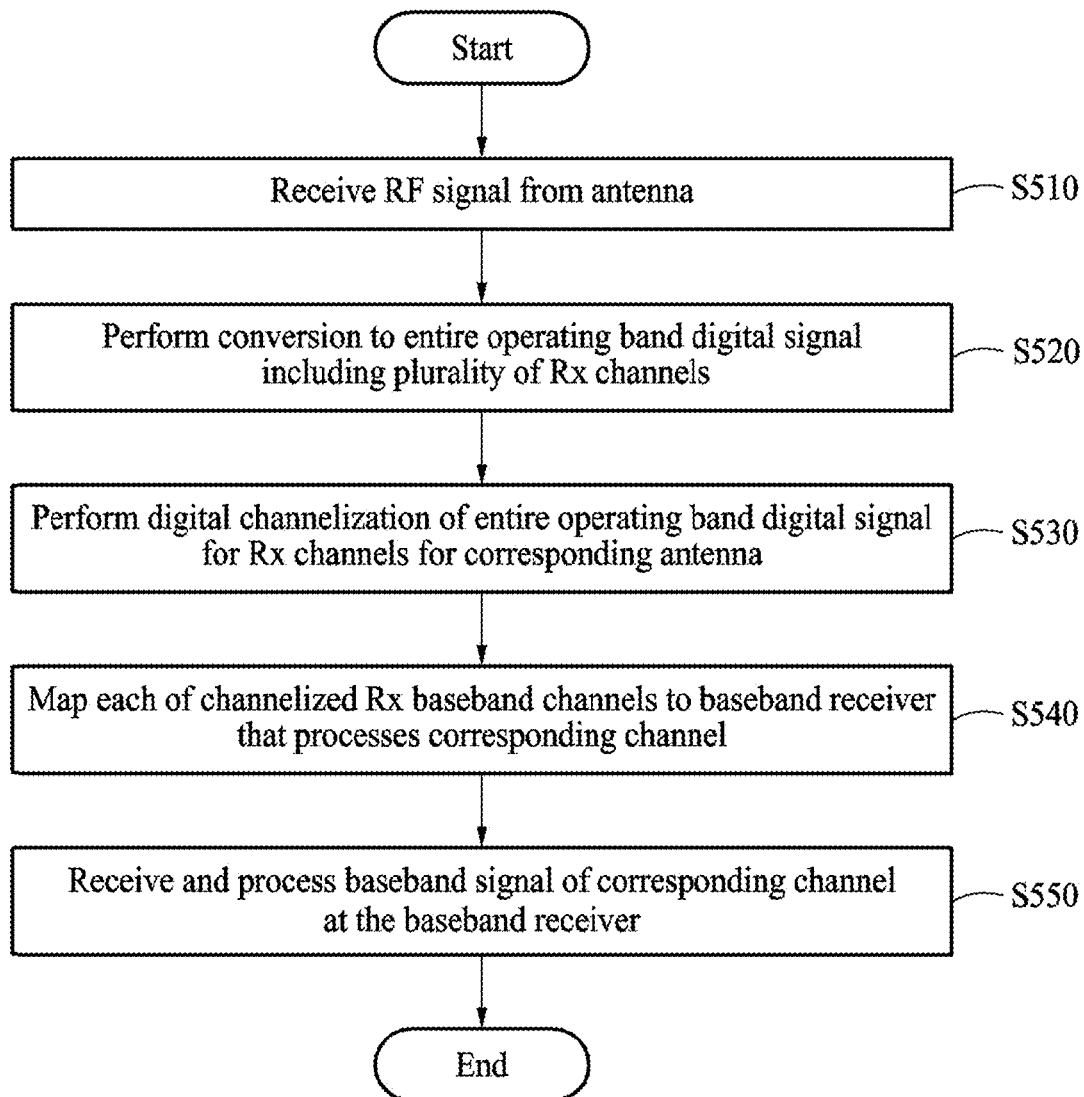 Start
Receive RF signal from antenna
S510
Perform conversion to entire operating band digital signal
including plurality of Rx channels
S520
Perform digital channelization of entire operating band digital signal
for Rx channels for corresponding antenna
S530
Map each of channelized Rx baseband channels to baseband receiver
that processes corresponding channel
S540
Receive and process baseband signal of corresponding channel
at the baseband receiver
S550
End